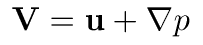 V = u + ∇p